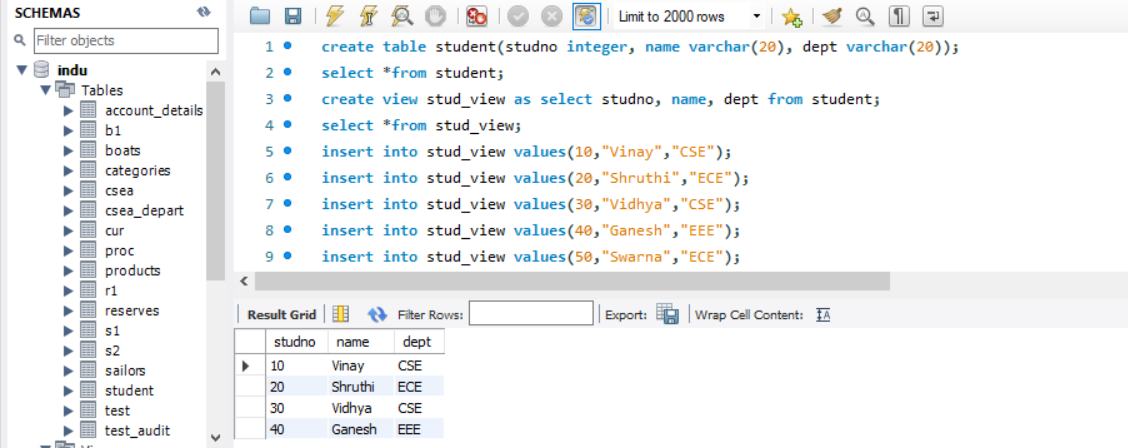 SCHEMAS
Filter objects
indu
Tables
account_details
b1
boats
categories
csea
csea_depart
cur
proc
products
r1
reserves
s1
s2
sailors
student
test
test_audit
Limit to 2000 rows
1 create table student(studno integer, name varchar(20), dept varchar(20));
2 select *from student;
3 create view stud_view as select studno, name, dept from student;
4 select *from stud_view;
5 insert into stud_view values(10,"Vinay","CSE");
6 insert into stud_view values(20,"Shruthi","ECE");
7 insert into stud_view values(30,"Vidhya","CSE");
8 insert into stud_view values(40,"Ganesh","EEE");
9 insert into stud_view values(50,"Swarna","ECE");
Result Grid Filter Rows: Export: Wrap Cell Content:
studno name dept
10 Vinay CSE
20 Shruthi ECE
30 Vidhya CSE
40 Ganesh EEE